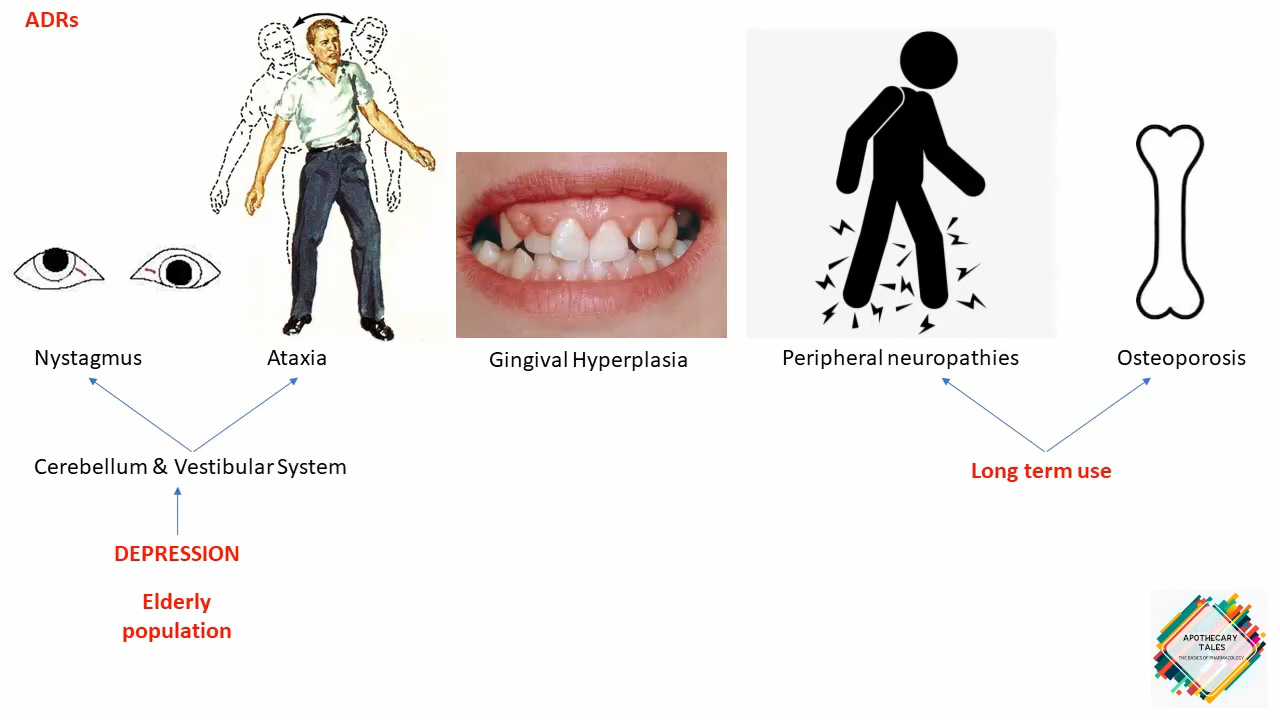 ADRs
Nystagmus
Ataxia
Gingival Hyperplasia
Peripheral neuropathies
Osteoporosis
Cerebellum & Vestibular System
Long term use
DEPRESSION
Elderly
population
APOTHECARY
TALES
THE BASICS OF PHARMACOLOGY